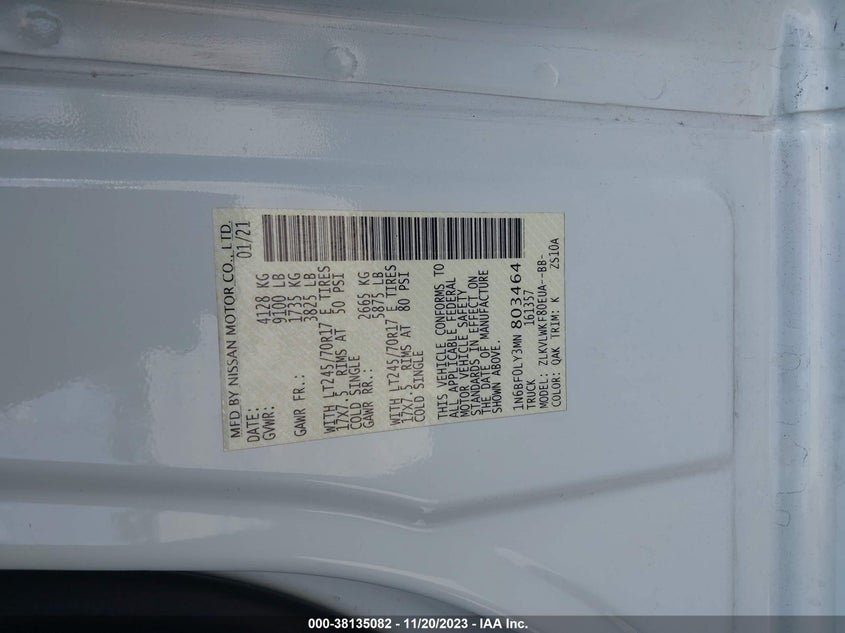 MFD BY NISSAN MOTOR CO., LTD.
DATE: 01/21
GVWR: 4128 KG
9100 LB
GAWR FR.: 1735 KG
3825 LB
WITH LT245/70R17 E TIRES
17X7.5 RIMS AT 50 PSI
COLD SINGLE
GAWR RR.: 2665 KG
5875 LB
WITH LT245/70R17 E TIRES
17X7.5 RIMS AT 80 PSI
COLD SINGLE
THIS VEHICLE CONFORMS TO
ALL APPLICABLE FEDERAL
MOTOR VEHICLE SAFETY
STANDARDS IN EFFECT ON
THE DATE OF MANUFACTURE
SHOWN ABOVE.
1N6BF0LY3MN803464
TRUCK 161357
MODEL: ZLKVLWKF8DEUA--BB-
COLOR: QAK TRIM: K ZS10A
000-38135082 - 11/20/2023 - IAA Inc.